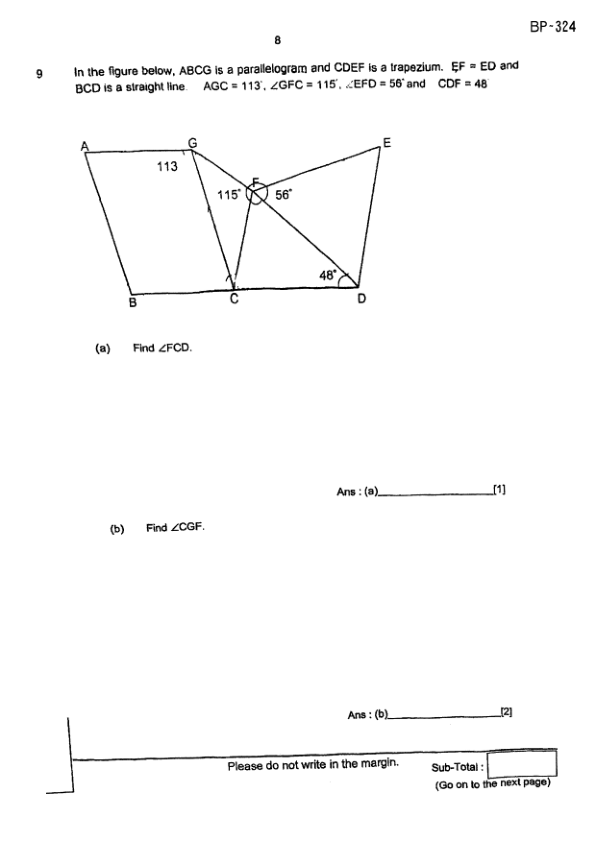 BP-324
8
9 In the figure below, ABCG is a parallelogram and CDEF is a trapezium. EF = ED and
BCD is a straight line. AGC = 113°, ∠GFC = 115°, ∠EFD = 56° and CDF = 48°
A G E
113 F
115° 56°
48°
B C D
(a) Find ∠FCD.
Ans : (a)____________________[1]
(b) Find ∠CGF.
Ans : (b)____________________[2]
Please do not write in the margin.
Sub-Total :
(Go on to the next page)